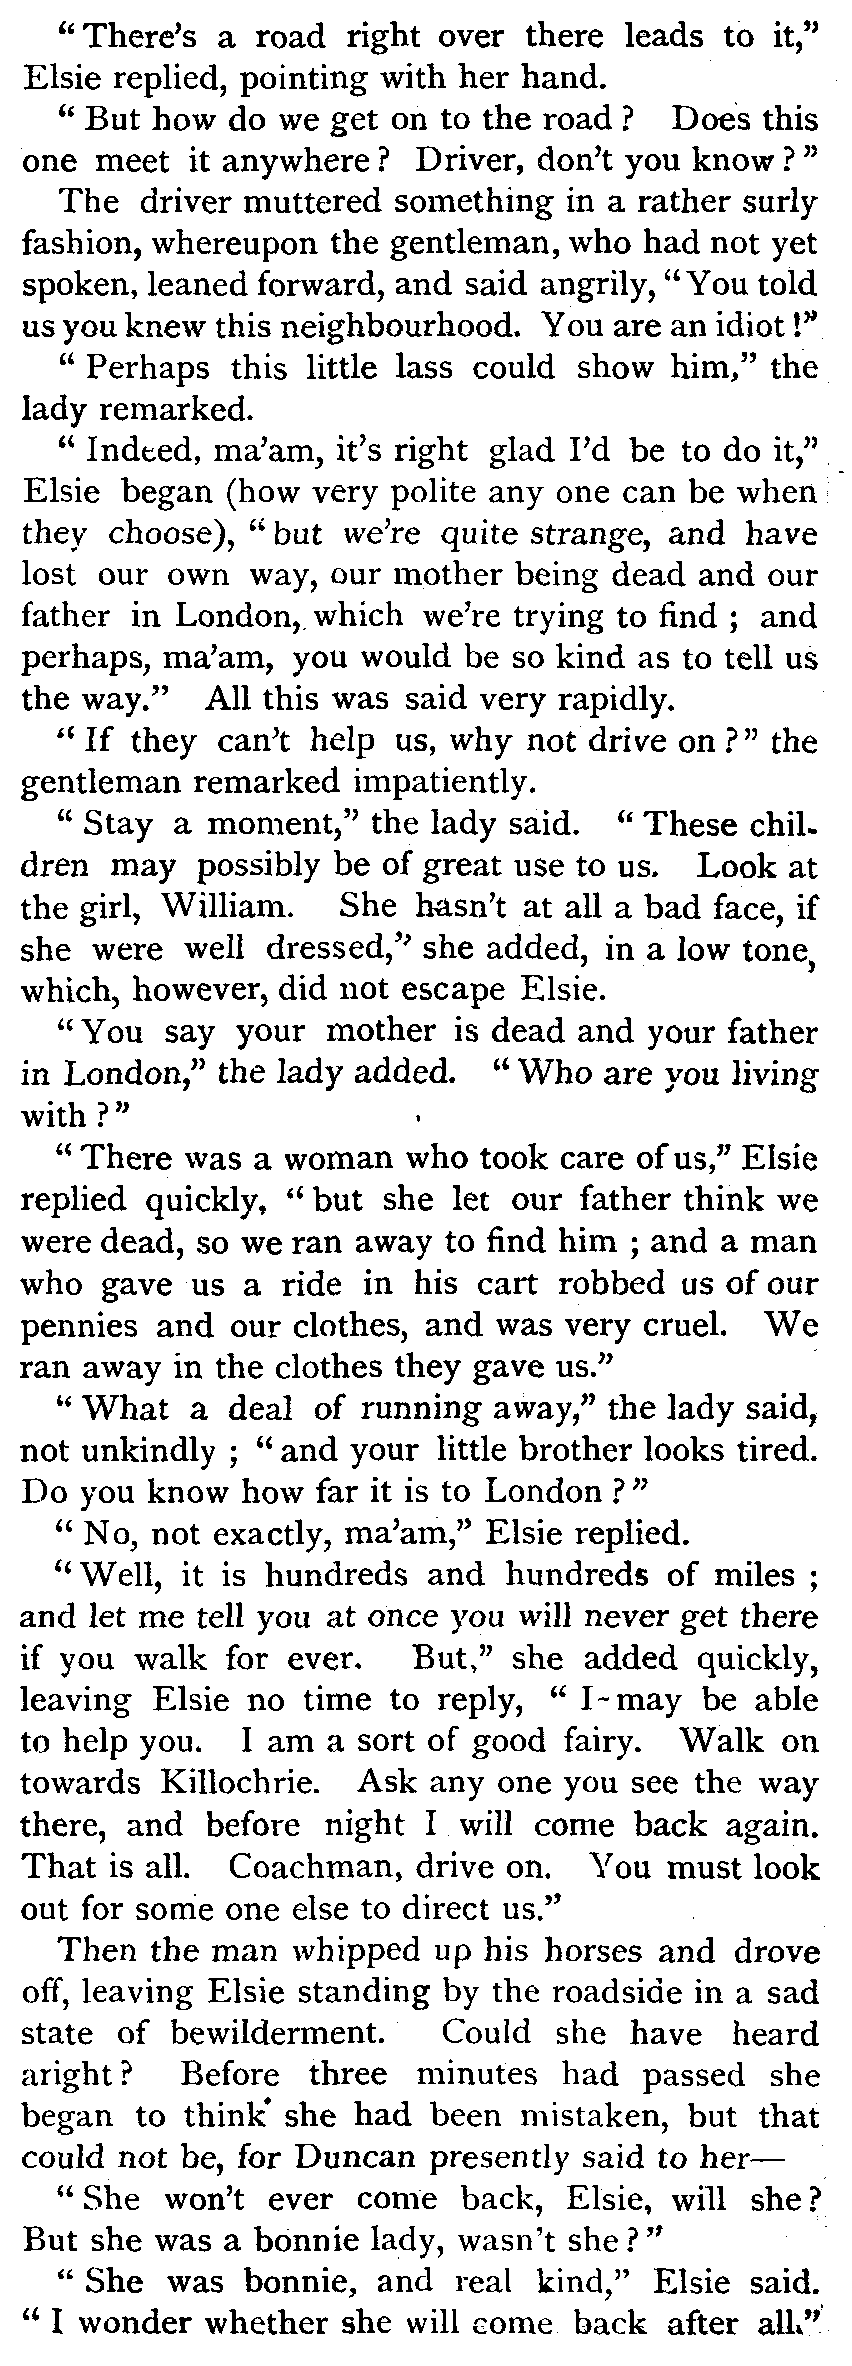 “There’s a road right over there leads to it,”
Elsie replied, pointing with her hand.
“But how do we get on to the road? Does this
one meet it anywhere? Driver, don’t you know?”
The driver muttered something in a rather surly
fashion, whereupon the gentleman, who had not yet
spoken, leaned forward, and said angrily, “You told
us you knew this neighbourhood. You are an idiot!”
“Perhaps this little lass could show him,” the
lady remarked.
“Indeed, ma’am, it’s right glad I’d be to do it,”
Elsie began (how very polite any one can be when
they choose), “but we’re quite strange, and have
lost our own way, our mother being dead and our
father in London, which we’re trying to find; and
perhaps, ma’am, you would be so kind as to tell us
the way.” All this was said very rapidly.
“If they can’t help us, why not drive on?” the
gentleman remarked impatiently.
“Stay a moment,” the lady said. “These chil-
dren may possibly be of great use to us. Look at
the girl, William. She hasn’t at all a bad face, if
she were well dressed,” she added, in a low tone,
which, however, did not escape Elsie.
“You say your mother is dead and your father
in London,” the lady added. “Who are you living
with?”
“There was a woman who took care of us,” Elsie
replied quickly, “but she let our father think we
were dead, so we ran away to find him; and a man
who gave us a ride in his cart robbed us of our
pennies and our clothes, and was very cruel. We
ran away in the clothes they gave us.”
“What a deal of running away,” the lady said,
not unkindly; “and your little brother looks tired.
Do you know how far it is to London?”
“No, not exactly, ma’am,” Elsie replied.
“Well, it is hundreds and hundreds of miles;
and let me tell you at once you will never get there
if you walk for ever. But,” she added quickly,
leaving Elsie no time to reply, “I may be able
to help you. I am a sort of good fairy. Walk on
towards Killochrie. Ask any one you see the way
there, and before night I will come back again.
That is all. Coachman, drive on. You must look
out for some one else to direct us.”
Then the man whipped up his horses and drove
off, leaving Elsie standing by the roadside in a sad
state of bewilderment. Could she have heard
aright? Before three minutes had passed she
began to think she had been mistaken, but that
could not be, for Duncan presently said to her—
“She won’t ever come back, Elsie, will she?
But she was a bonnie lady, wasn’t she?”
“She was bonnie, and real kind,” Elsie said.
“I wonder whether she will come back after all.”